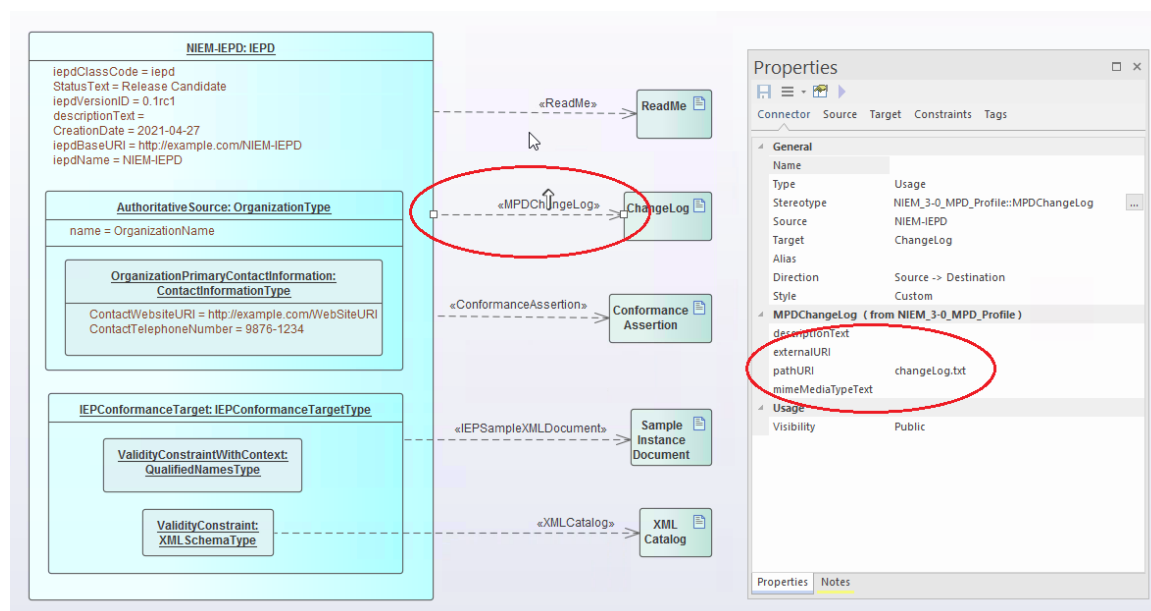 NIEM-IEPD: IEPD
iepdClassCode = iepd
StatusText = Release Candidate
iepdVersionID = 0.1rc1
descriptionText =
CreationDate = 2021-04-27
iepdBaseURI = http://example.com/NIEM-IEPD
iepdName = NIEM-IEPD
AuthoritativeSource: OrganizationType
name = OrganizationName
OrganizationPrimaryContactInformation:
ContactInformationType
ContactWebsiteURI = http://example.com/WebSiteURI
ContactTelephoneNumber = 9876-1234
IEPConformanceTarget: IEPConformanceTargetType
ValidityConstraintWithContext:
QualifiedNamesType
ValidityConstraint:
XMLSchemaType
«ReadMe»
ReadMe
«MPDChangeLog»
ChangeLog
«ConformanceAssertion»
Conformance
Assertion
«IEPSampleXMLDocument»
Sample
Instance
Document
«XMLCatalog»
XML
Catalog
Properties
Connector Source Target Constraints Tags
General
Name
Type Usage
Stereotype NIEM_3-0_MPD_Profile::MPDChangeLog ...
Source NIEM-IEPD
Target ChangeLog
Alias
Direction Source -> Destination
Style Custom
MPDChangeLog ( from NIEM_3-0_MPD_Profile )
descriptionText
externalURI
pathURI changeLog.txt
mimeMediaTypeText
Usage
Visibility Public
Properties Notes